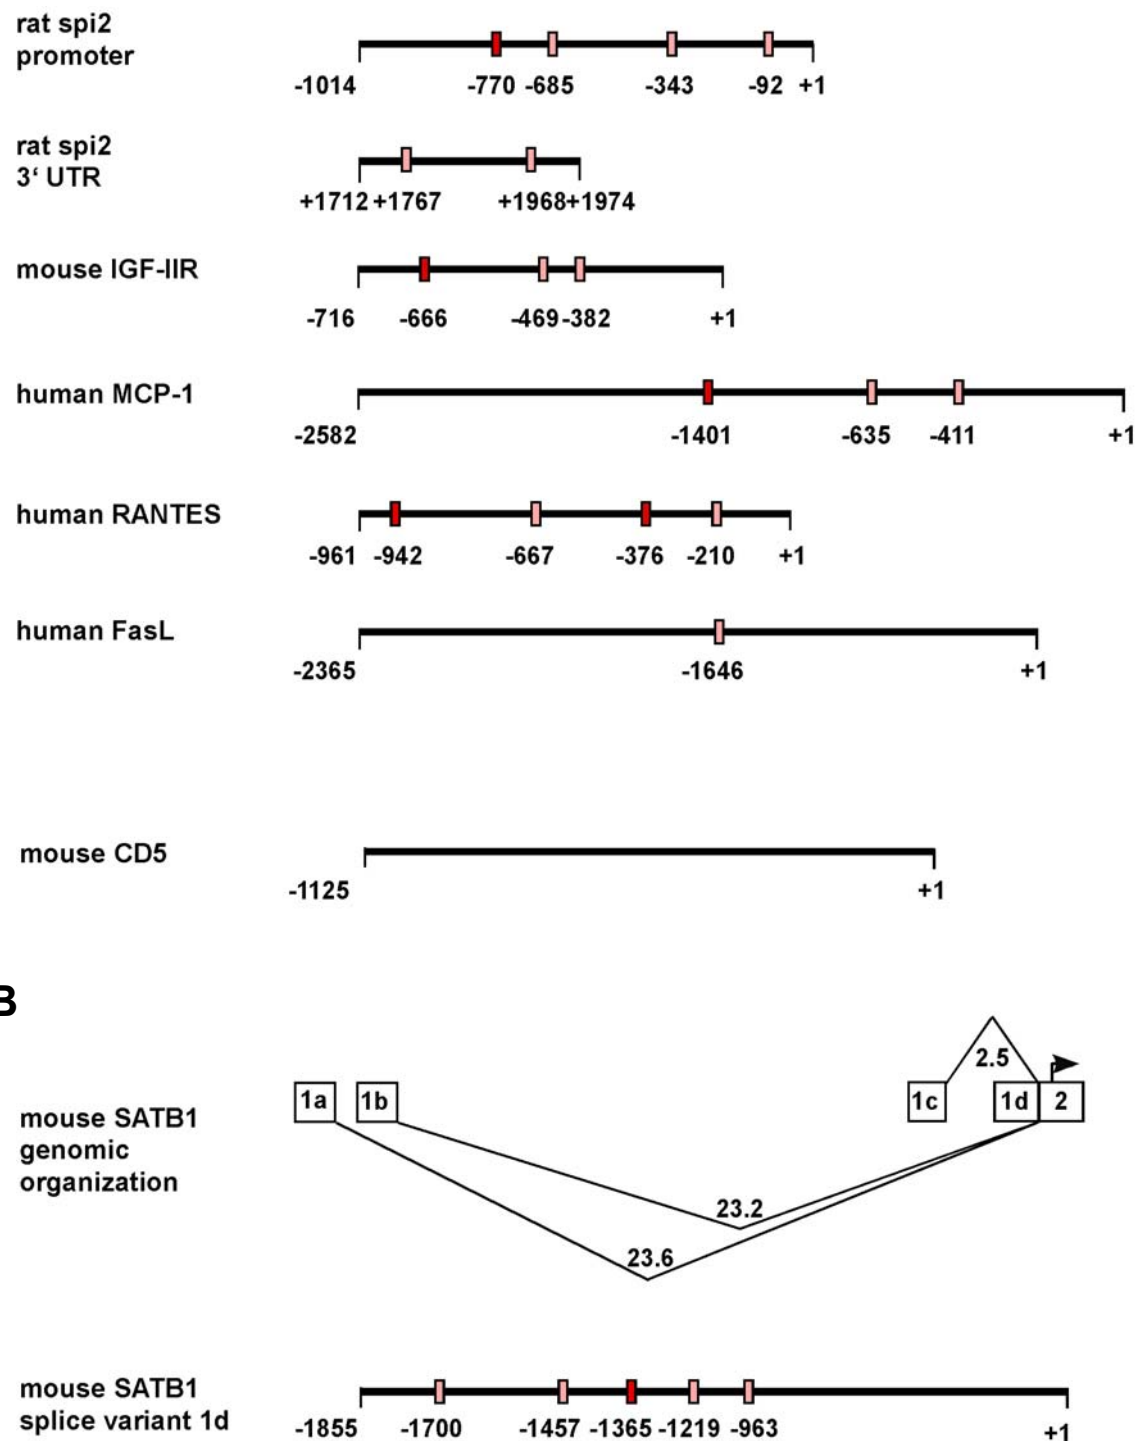 rat spi2
promoter
-1014 -770 -685 -343 -92 +1
rat spi2
3‘ UTR
+1712 +1767 +1968 +1974
mouse IGF-IIR
-716 -666 -469 -382 +1
human MCP-1
-2582 -1401 -635 -411 +1
human RANTES
-961 -942 -667 -376 -210 +1
human FasL
-2365 -1646 +1
mouse CD5
-1125 +1
B
2.5
1a 1b 1c 1d 2
mouse SATB1
genomic
organization
23.2
23.6
mouse SATB1
splice variant 1d
-1855 -1700 -1457 -1365 -1219 -963 +1